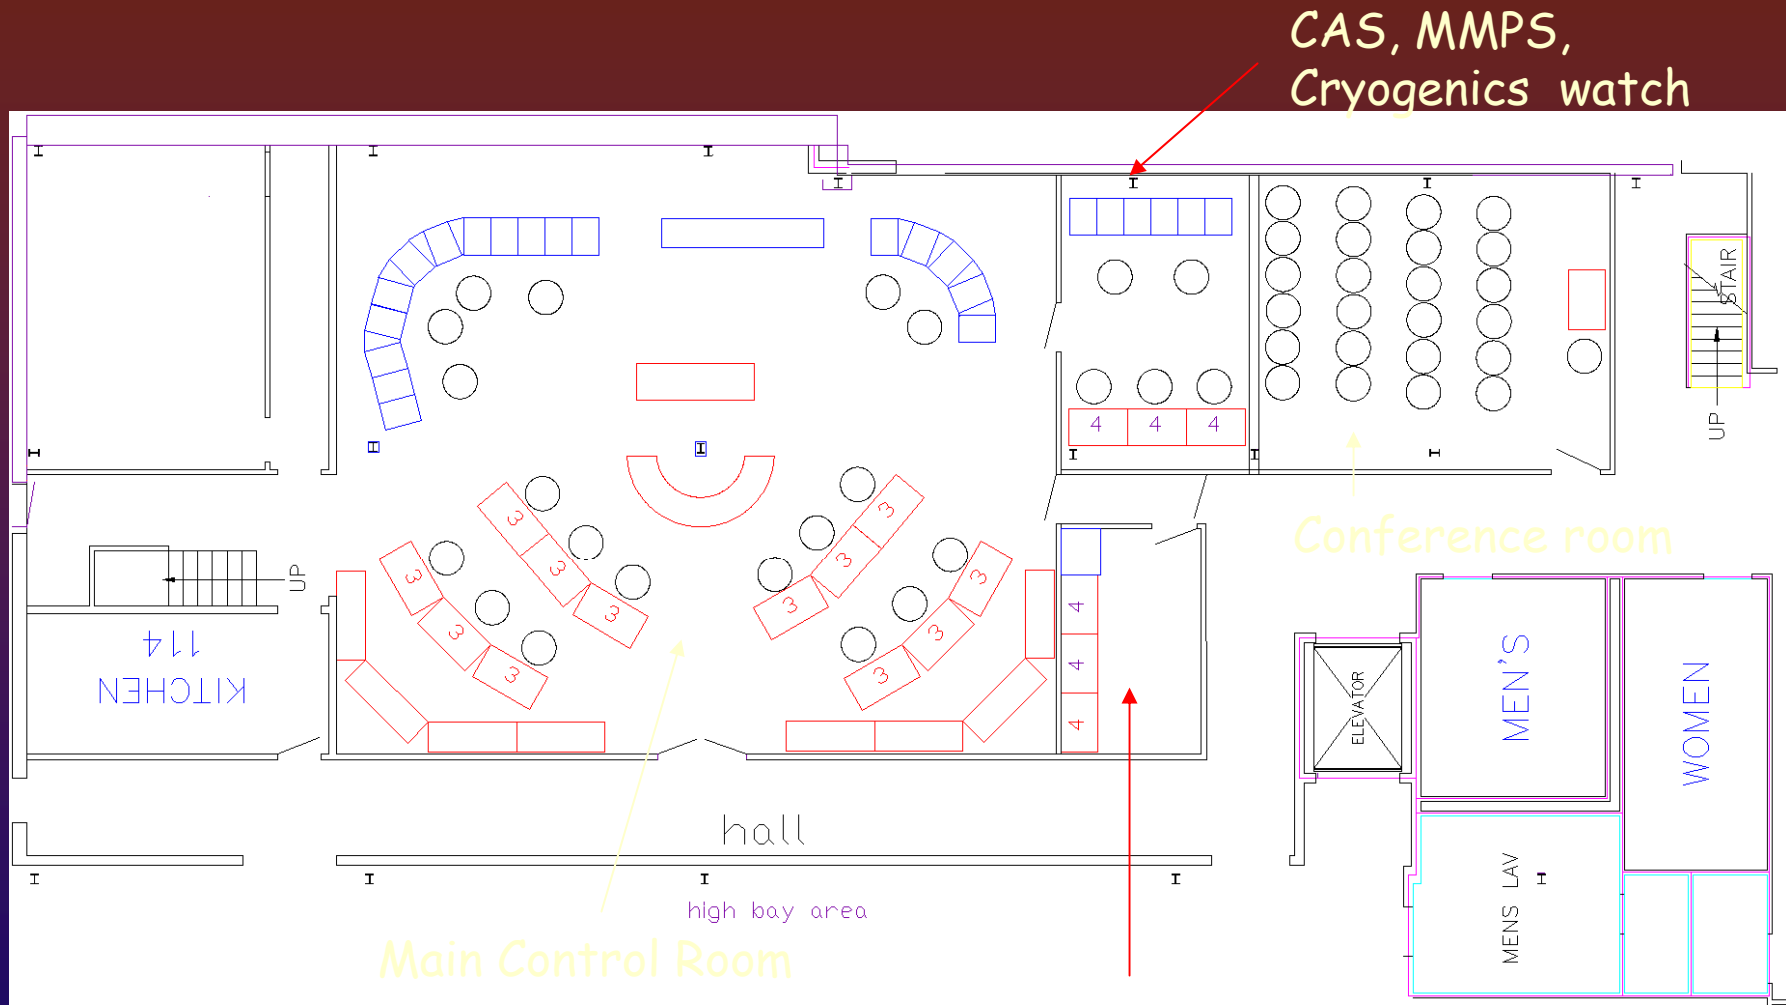 CAS, MMPS,
Cryogenics watch
STAIR
UP
4 4 4
3
3
3
3
3
3
3
3
3
3
3
3
4
4
4
UP
114
KITCHEN
Conference room
ELEVATOR
MEN'S
WOMEN
hall
high bay area
MENS LAV
Main Control Room